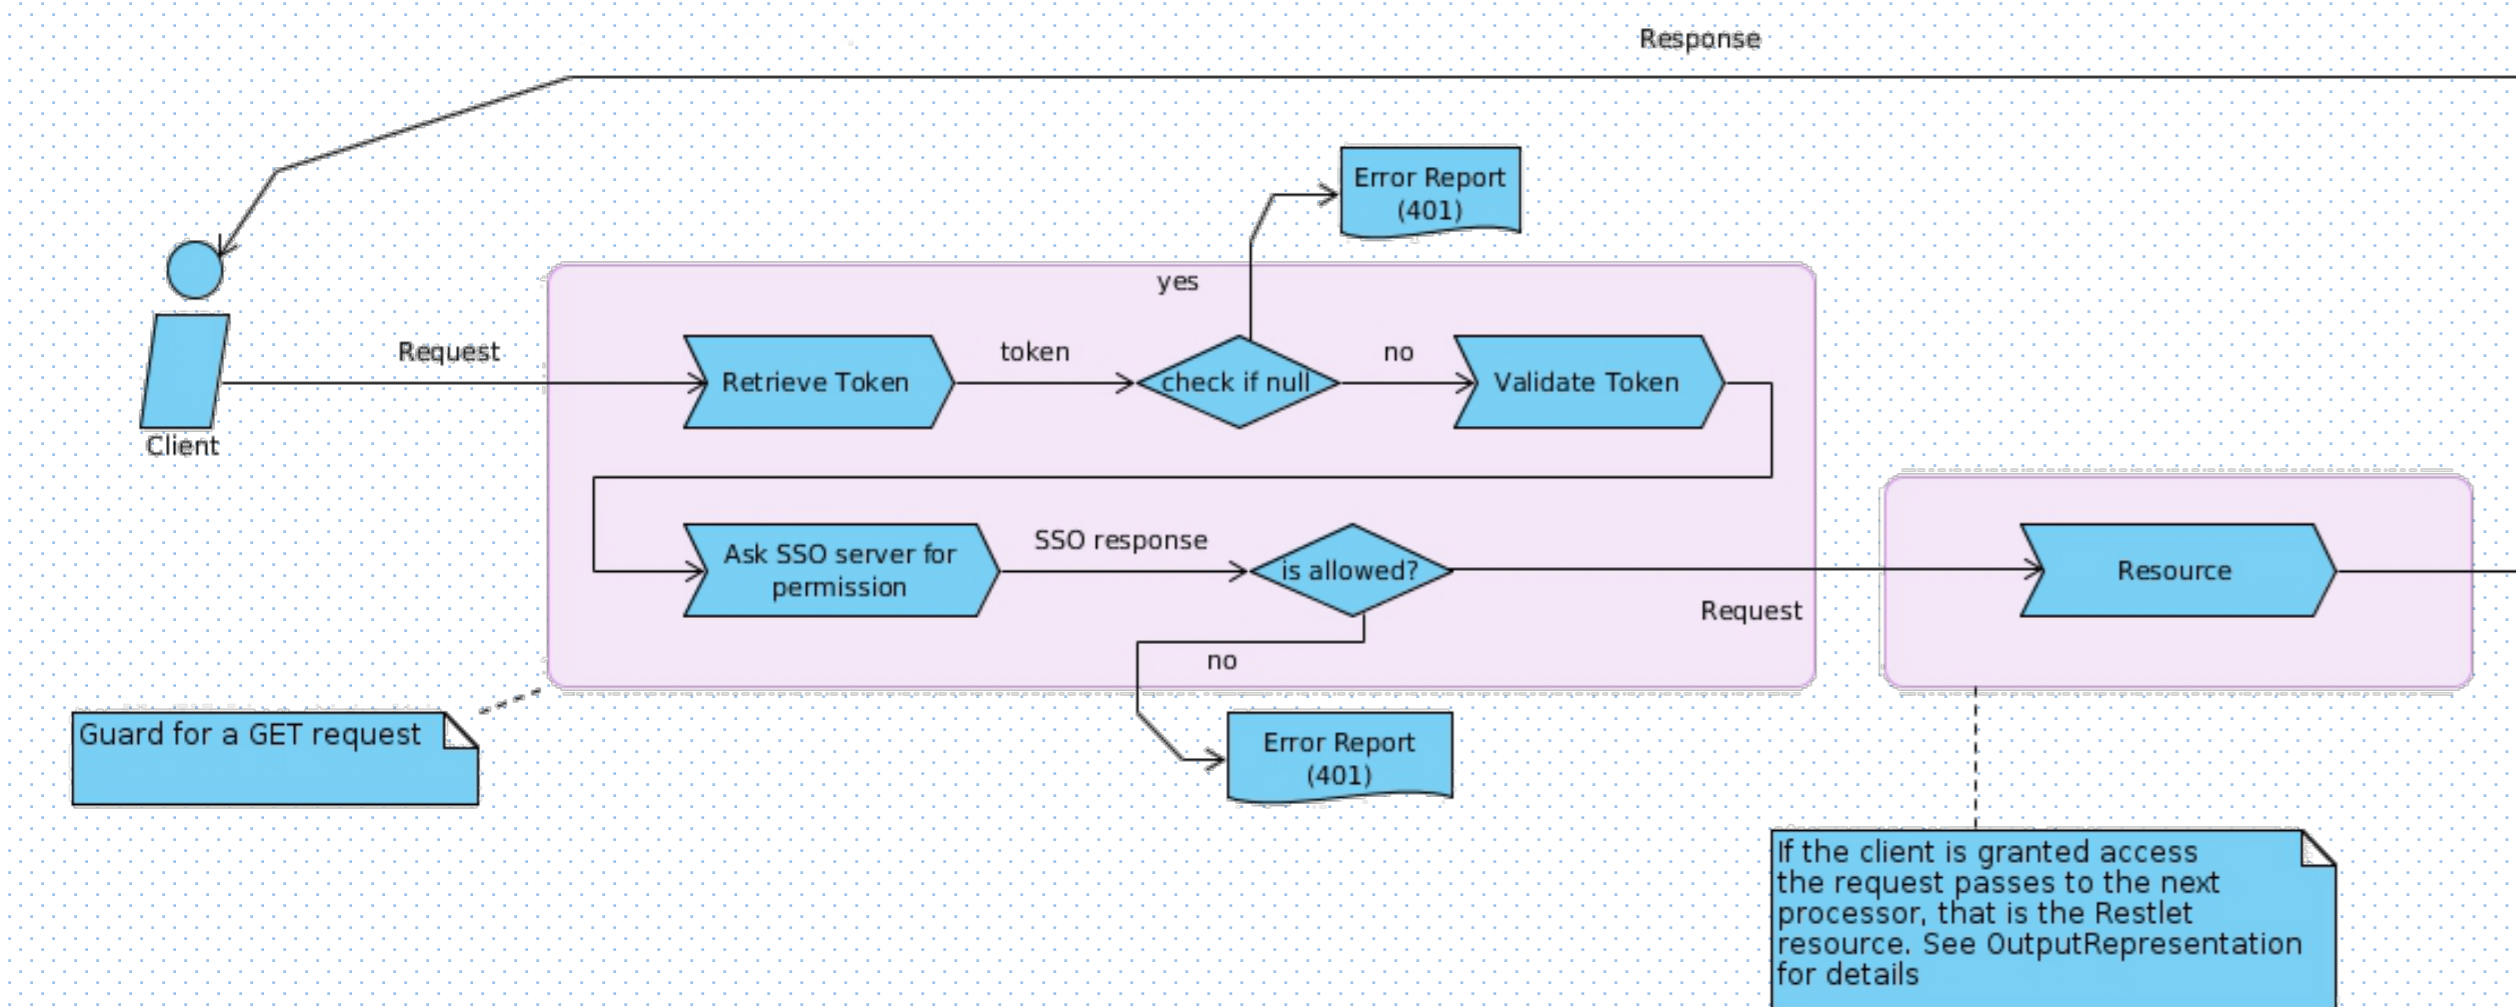 Response
Error Report
(401)
yes
Request
token
no
Retrieve Token
check if null
Validate Token
Client
Ask SSO server for
permission
SSO response
is allowed?
Resource
Request
no
Guard for a GET request
Error Report
(401)
If the client is granted access
the request passes to the next
processor, that is the Restlet
resource. See OutputRepresentation
for details